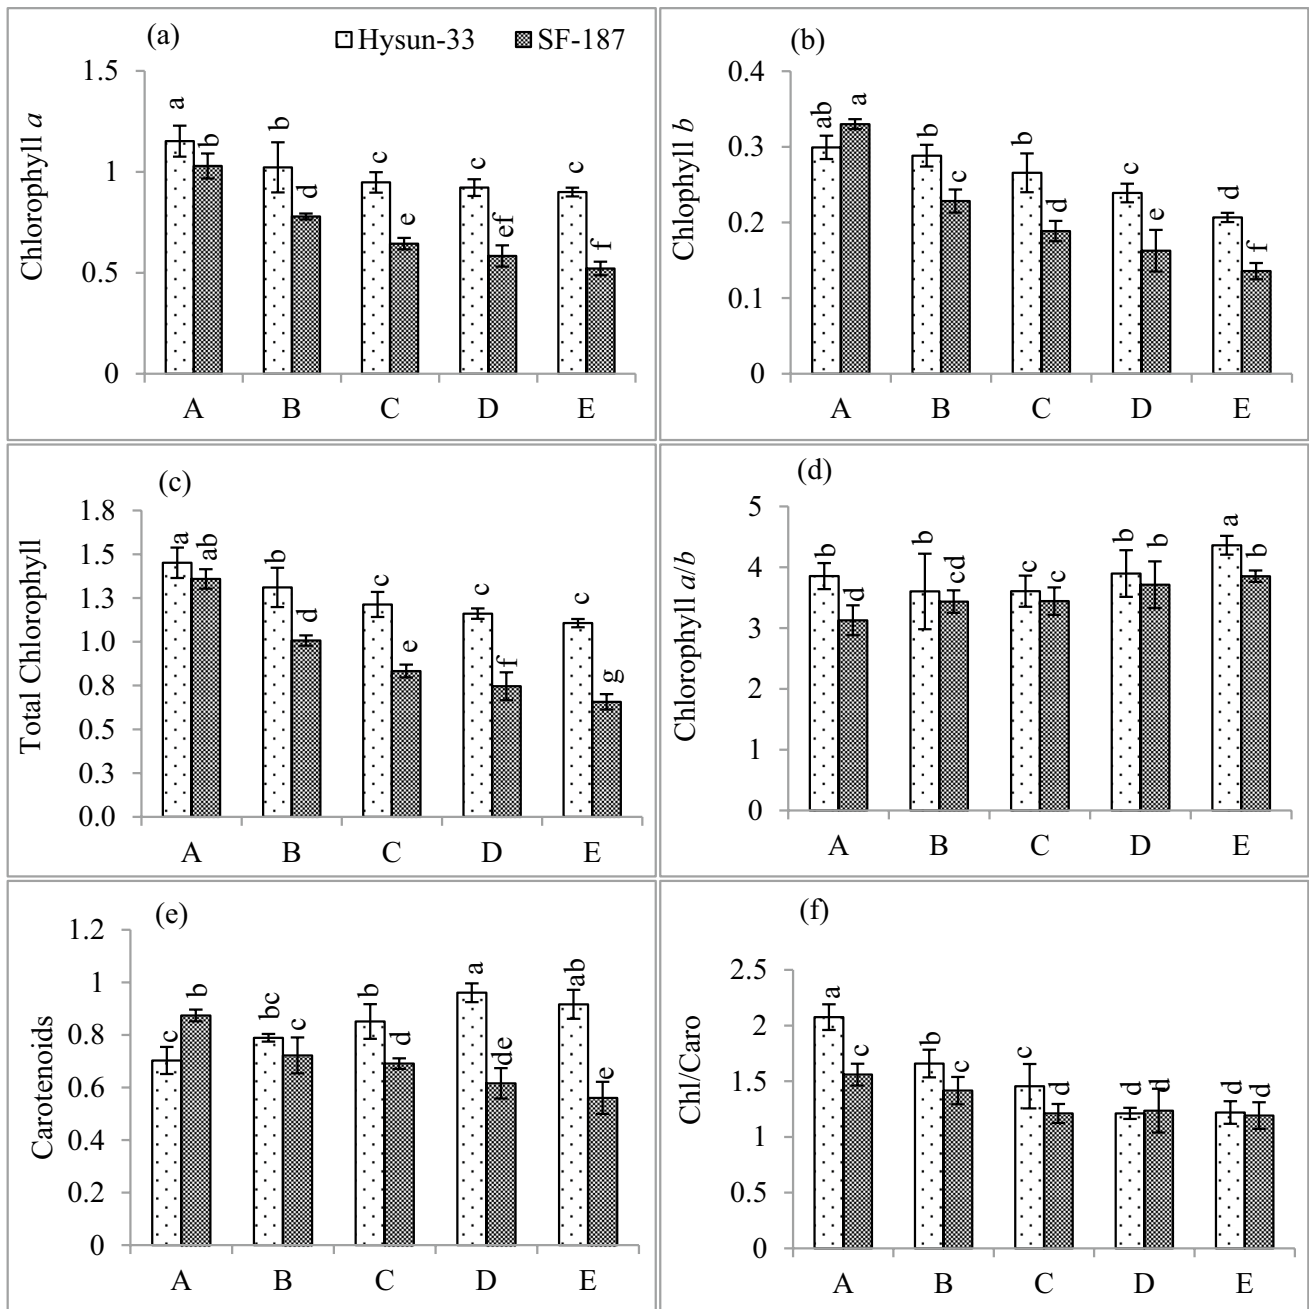 (a)
Hysun-33 SF-187
Chlorophyll a
1.5
1
0.5
0
a b b d c e c ef c f
A B C D E
(b)
Chlophyll b
0.4
0.3
0.2
0.1
0
ab a b c b d c e d f
A B C D E
(c)
Total Chlorophyll
1.8
1.5
1.3
1.0
0.8
0.5
0.3
0.0
a ab b d c e c f c g
A B C D E
(d)
Chlorophyll a/b
5
4
3
2
1
0
b d b cd c c b b a b
A B C D E
(e)
Carotenoids
1.2
1
0.8
0.6
0.4
0.2
0
c b bc c b d a de ab e
A B C D E
(f)
Chl/Caro
2.5
2
1.5
1
0.5
0
a c b c c d d d d d
A B C D E